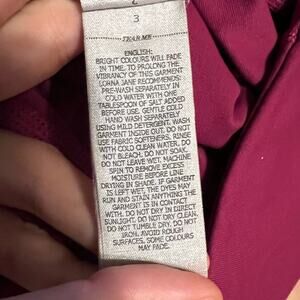 3
TEAR ME
ENGLISH:
BRIGHT COLOURS WILL FADE
IN TIME. TO PROLONG THE
VIBRANCY OF THIS GARMENT
LORNA JANE RECOMMENDS:
PRE-WASH SEPARATELY IN
COLD WATER WITH ONE
TABLESPOON OF SALT ADDED
BEFORE USE. GENTLE COLD
HAND WASH SEPARATELY
USING MILD DETERGENT. WASH
GARMENT INSIDE OUT. DO NOT
USE FABRIC SOFTENERS. RINSE
WITH COLD CLEAN WATER. DO
NOT BLEACH. DO NOT SOAK.
DO NOT LEAVE WET. MACHINE
SPIN TO REMOVE EXCESS
MOISTURE BEFORE LINE
DRYING IN SHADE. IF GARMENT
IS LEFT WET, THE DYES MAY
RUN AND STAIN ANYTHING THE
GARMENT IS IN CONTACT
WITH. DO NOT DRY IN DIRECT
SUNLIGHT. DO NOT DRY CLEAN.
DO NOT TUMBLE DRY. DO NOT
IRON. AVOID ROUGH
SURFACES. SOME COLOURS
MAY FADE.